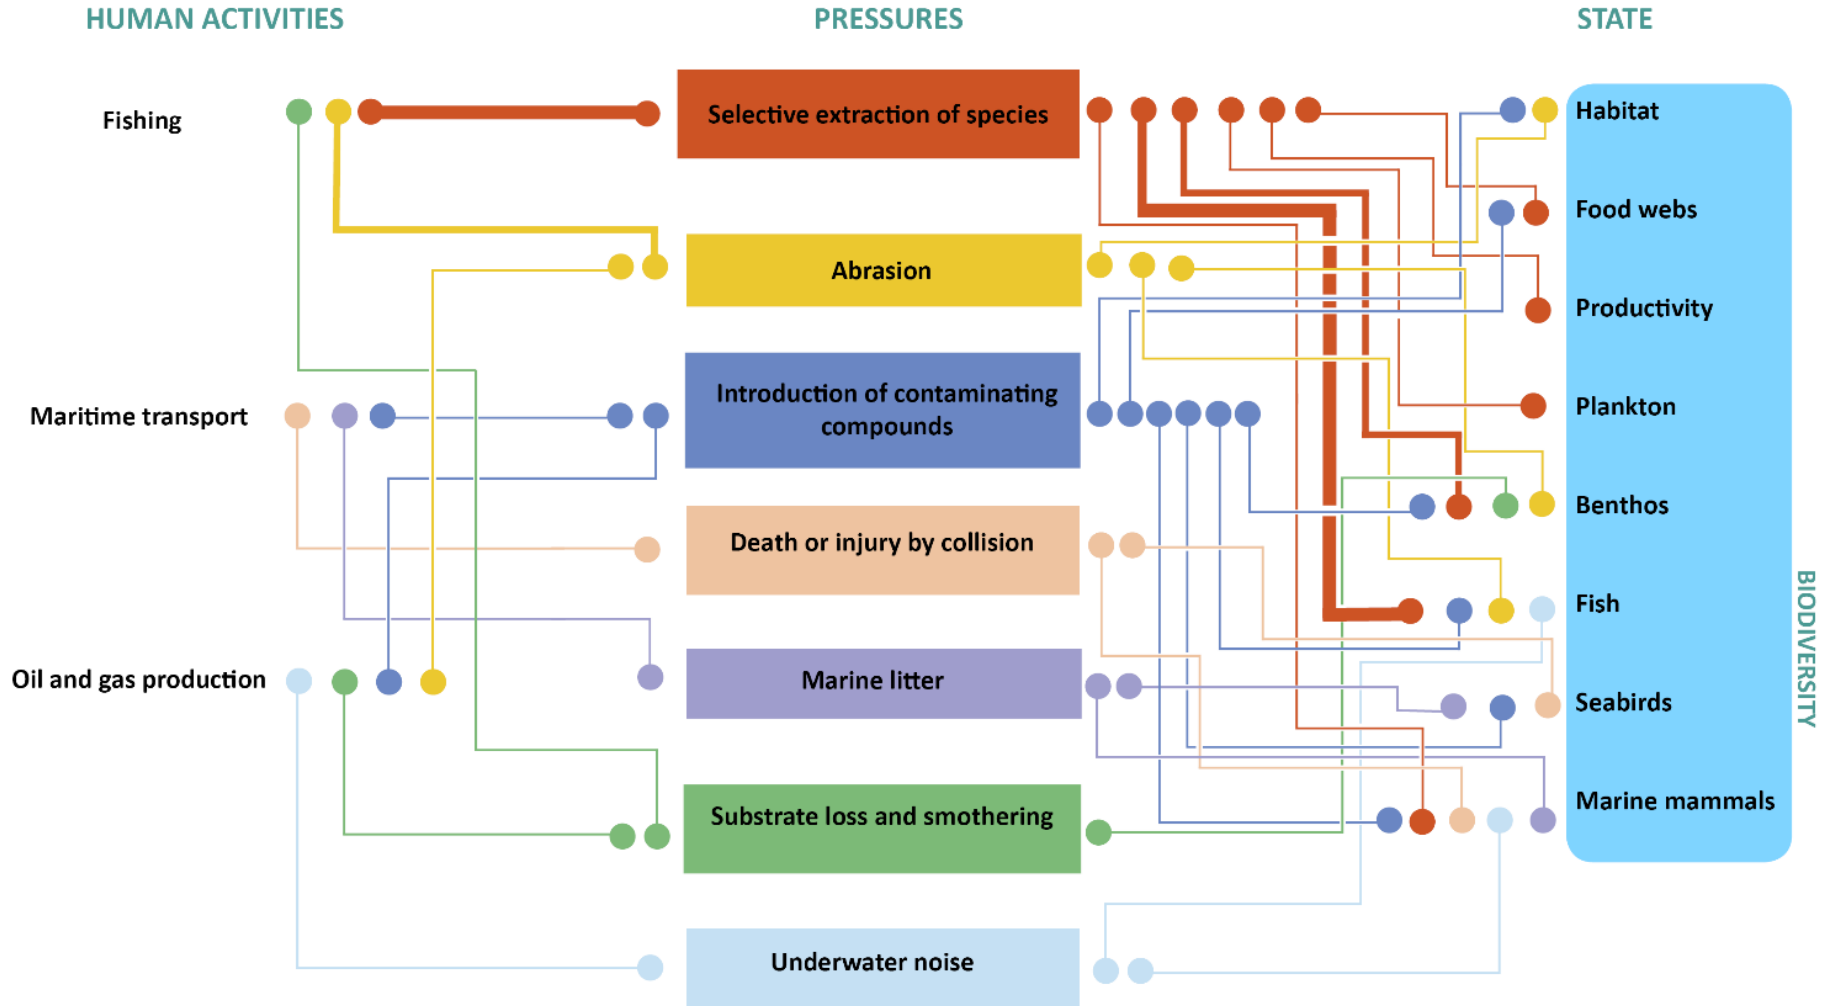 HUMAN ACTIVITIES
PRESSURES
STATE
Fishing
Maritime transport
Oil and gas production
Selective extraction of species
Abrasion
Introduction of contaminating
compounds
Death or injury by collision
Marine litter
Substrate loss and smothering
Underwater noise
Habitat
Food webs
Productivity
Plankton
Benthos
Fish
Seabirds
Marine mammals
BIODIVERSITY